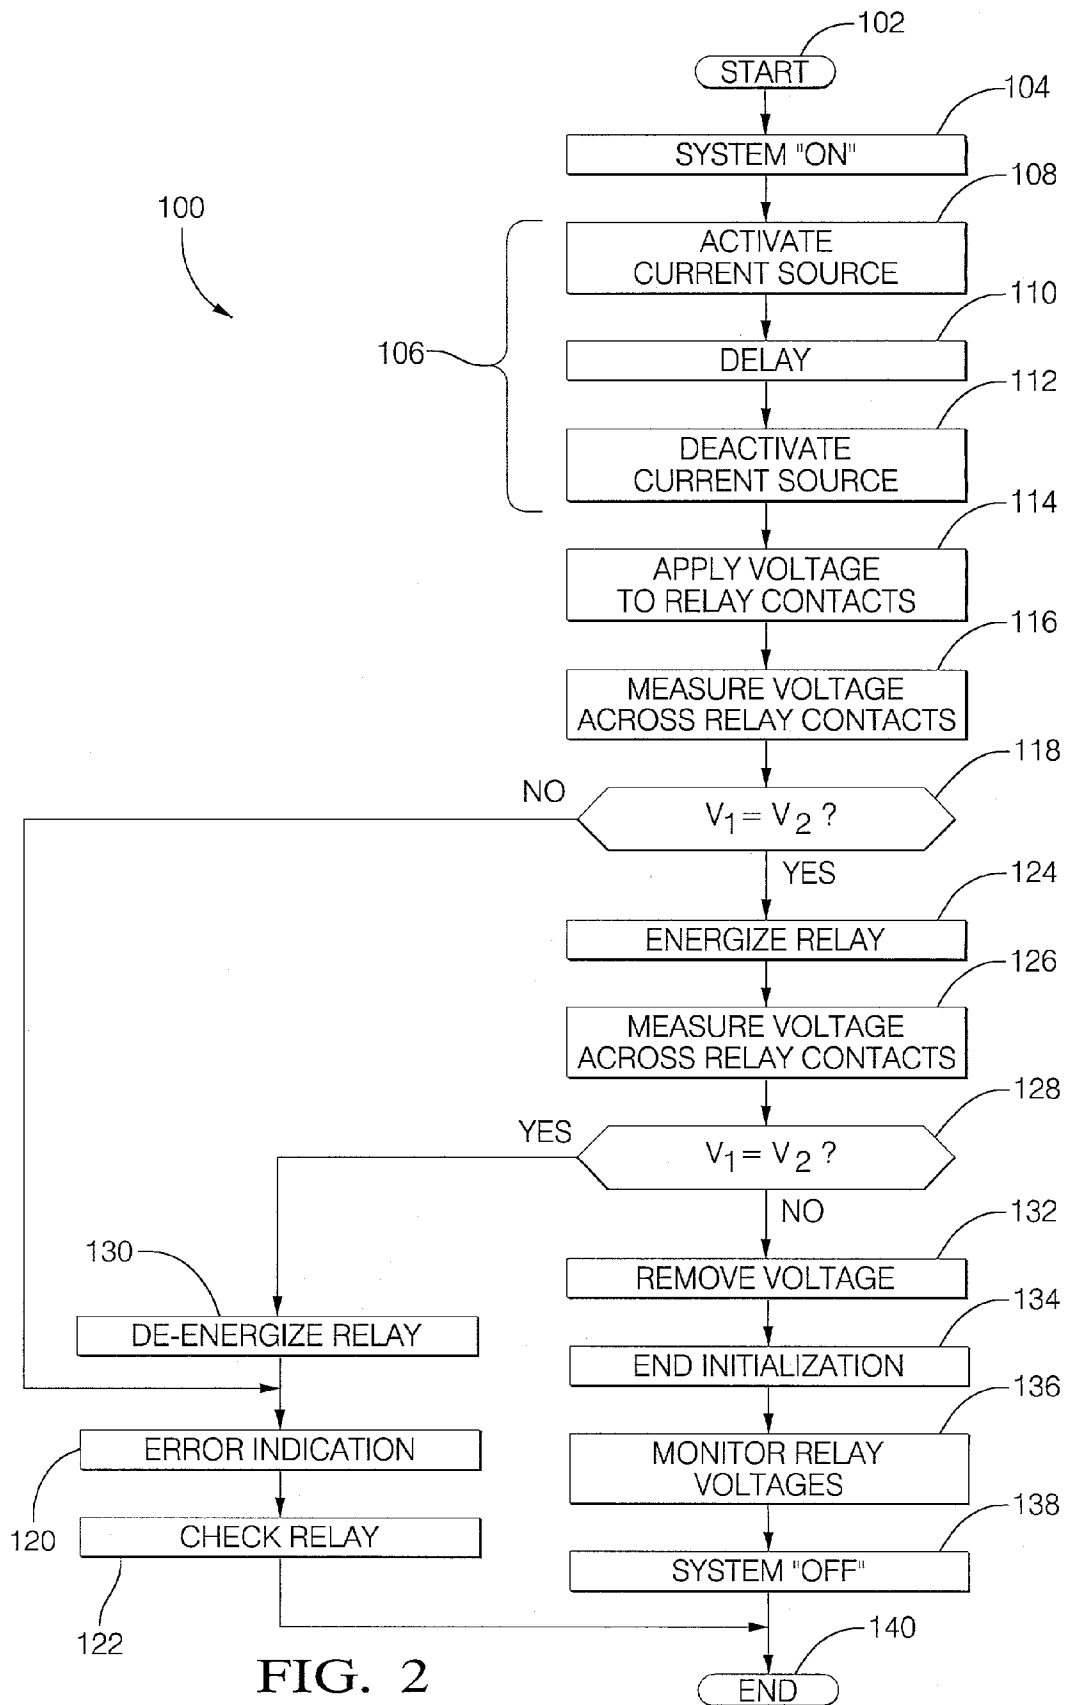 102
START
104
SYSTEM "ON"
108
100
ACTIVATE
CURRENT SOURCE
110
106
DELAY
112
DEACTIVATE
CURRENT SOURCE
114
APPLY VOLTAGE
TO RELAY CONTACTS
116
MEASURE VOLTAGE
ACROSS RELAY CONTACTS
118
NO
V1 = V2 ?
YES
124
ENERGIZE RELAY
126
MEASURE VOLTAGE
ACROSS RELAY CONTACTS
128
YES
V1 = V2 ?
NO
132
130
REMOVE VOLTAGE
134
DE-ENERGIZE RELAY
END INITIALIZATION
136
ERROR INDICATION
MONITOR RELAY
VOLTAGES
138
120
CHECK RELAY
SYSTEM "OFF"
122
140
FIG. 2
END